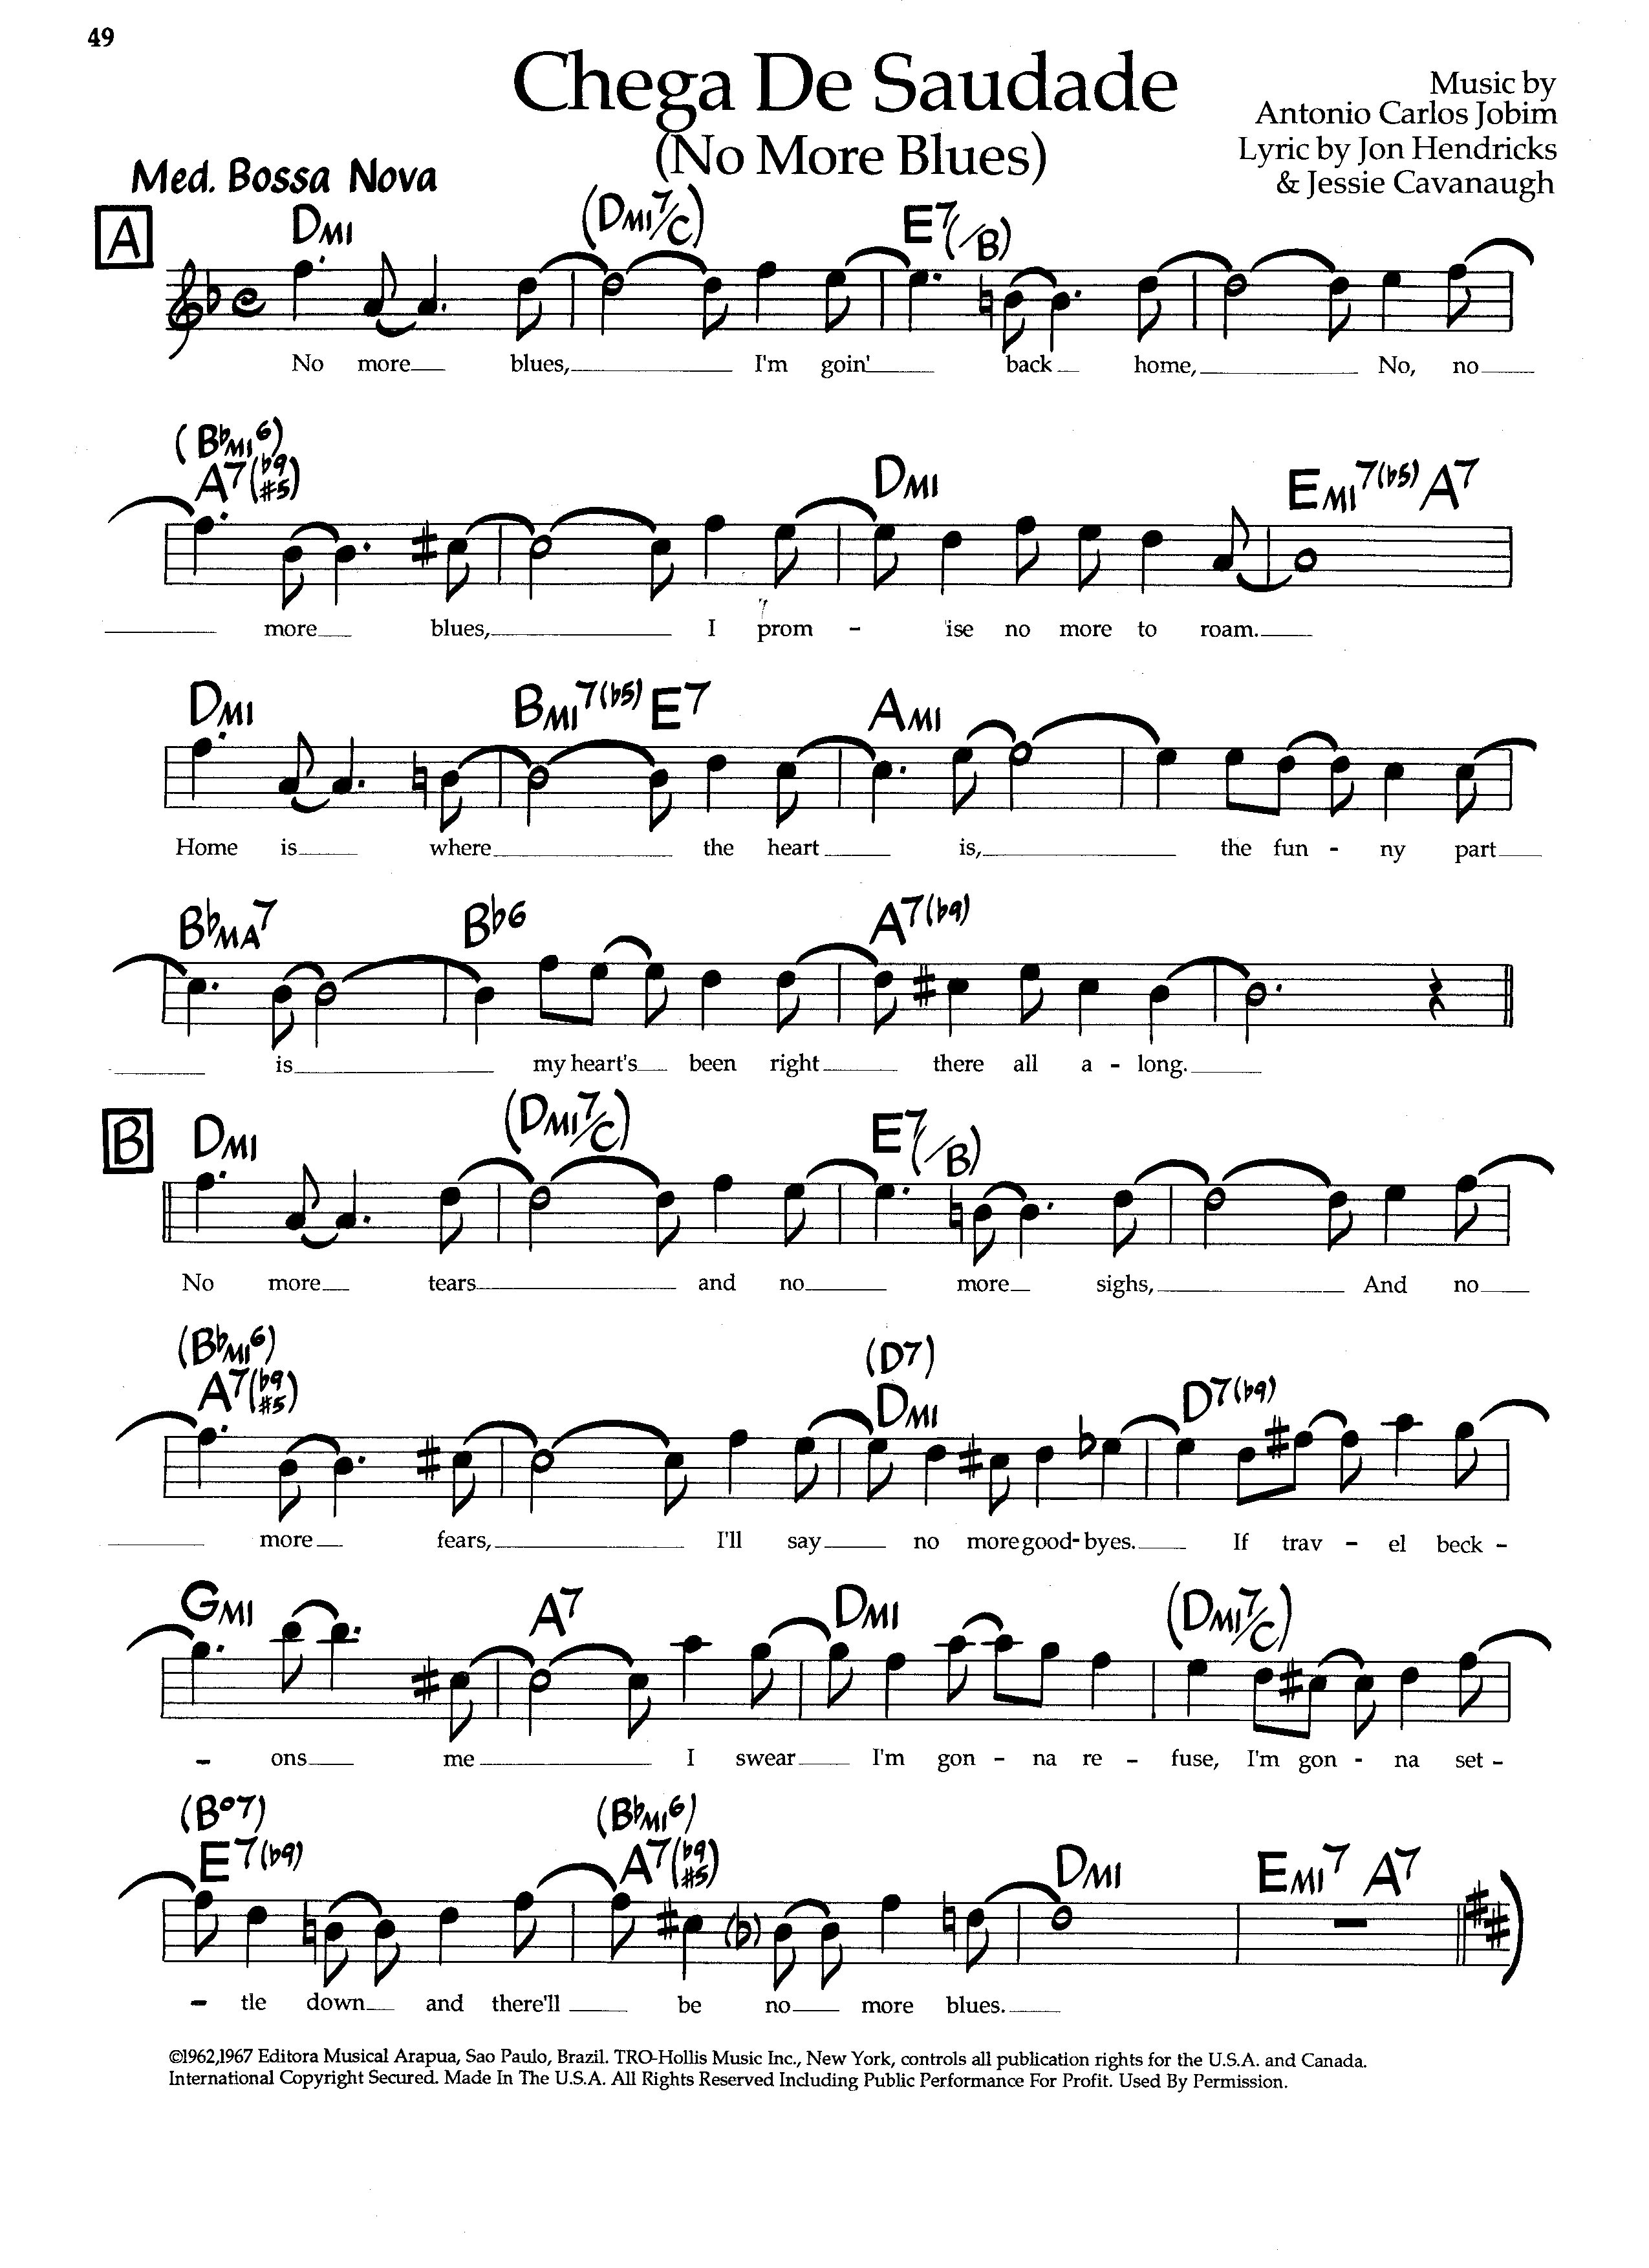 49
Chega De Saudade
(No More Blues)
Music by
Antonio Carlos Jobim
Lyric by Jon Hendricks
& Jessie Cavanaugh
Med. Bossa Nova
A
DMI (DMI7/C) E7(/B)
No more blues, I'm goin' back home, No, no
(B♭MI6)
A7(♭9 #5) DMI EMI7(♭5) A7
more blues, I prom - ise no more to roam.
DMI BMI7(♭5) E7 AMI
Home is where the heart is, the fun - ny part
B♭MA7 B♭6 A7(♭9)
is my heart's been right there all a - long.
B
DMI (DMI7/C) E7(/B)
No more tears and no more sighs, And no
(B♭MI6) (D7)
A7(♭9 #5) DMI D7(♭9)
more fears, I'll say no more good- byes. If trav - el beck -
GMI A7 DMI (DMI7/C)
- ons me I swear I'm gon - na re - fuse, I'm gon - na set -
(B°7) (B♭MI6)
E7(♭9) A7(♭9 #5) DMI EMI7 A7
- tle down and there'll be no more blues.
©1962,1967 Editora Musical Arapua, Sao Paulo, Brazil. TRO-Hollis Music Inc., New York, controls all publication rights for the U.S.A. and Canada.
International Copyright Secured. Made In The U.S.A. All Rights Reserved Including Public Performance For Profit. Used By Permission.